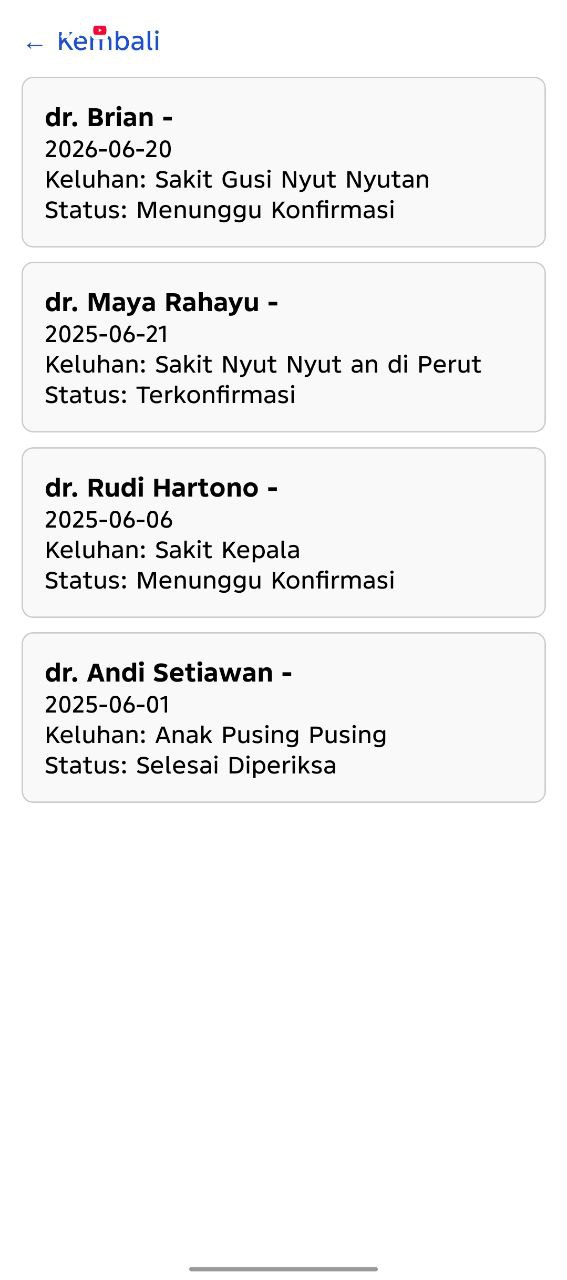 ← Kembali
dr. Brian -
2026-06-20
Keluhan: Sakit Gusi Nyut Nyutan
Status: Menunggu Konfirmasi
dr. Maya Rahayu -
2025-06-21
Keluhan: Sakit Nyut Nyut an di Perut
Status: Terkonfirmasi
dr. Rudi Hartono -
2025-06-06
Keluhan: Sakit Kepala
Status: Menunggu Konfirmasi
dr. Andi Setiawan -
2025-06-01
Keluhan: Anak Pusing Pusing
Status: Selesai Diperiksa